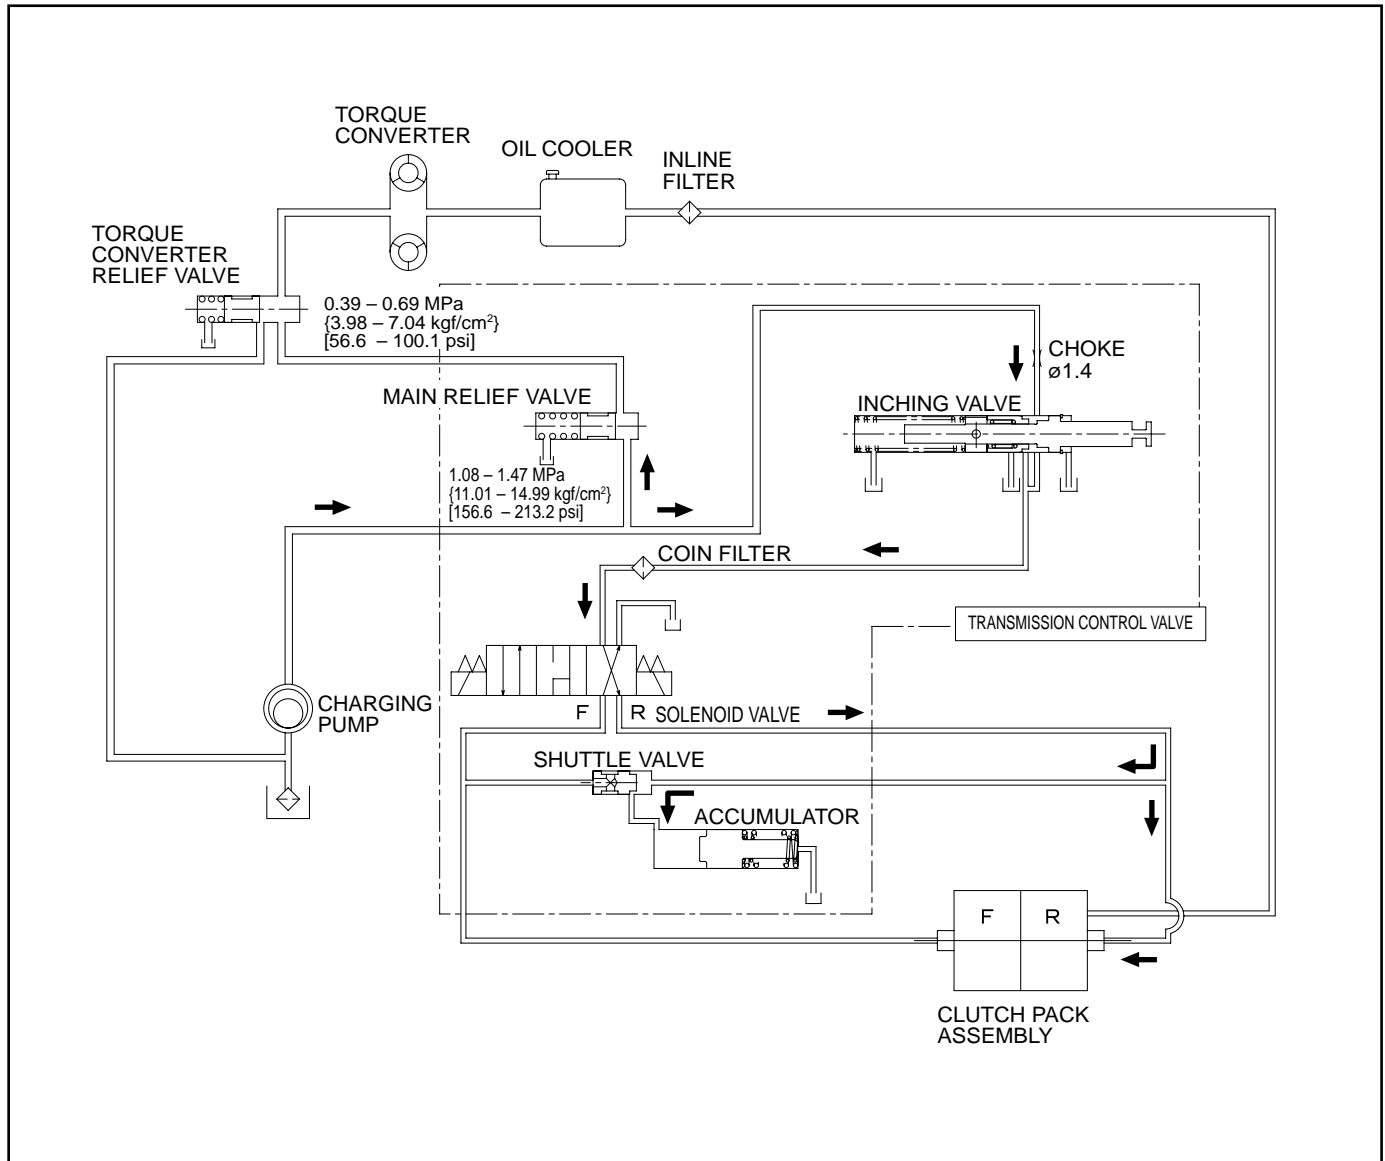 TORQUE
CONVERTER
OIL COOLER
INLINE
FILTER
TORQUE
CONVERTER
RELIEF VALVE
0.39 – 0.69 MPa
{3.98 – 7.04 kgf/cm²}
[56.6 – 100.1 psi]
CHOKE
ø1.4
MAIN RELIEF VALVE
INCHING VALVE
1.08 – 1.47 MPa
{11.01 – 14.99 kgf/cm²}
[156.6 – 213.2 psi]
COIN FILTER
TRANSMISSION CONTROL VALVE
CHARGING
PUMP
F R SOLENOID VALVE
SHUTTLE VALVE
ACCUMULATOR
F R
CLUTCH PACK
ASSEMBLY